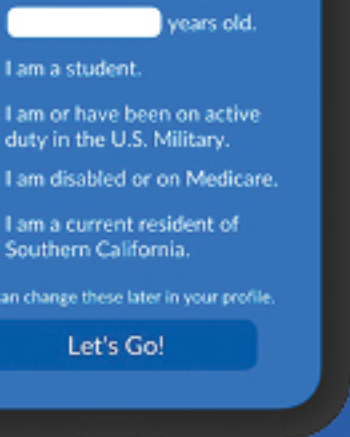 years old.
I am a student.
I am or have been on active
duty in the U.S. Military.
I am disabled or on Medicare.
I am a current resident of
Southern California.
an change these later in your profile.
Let's Go!